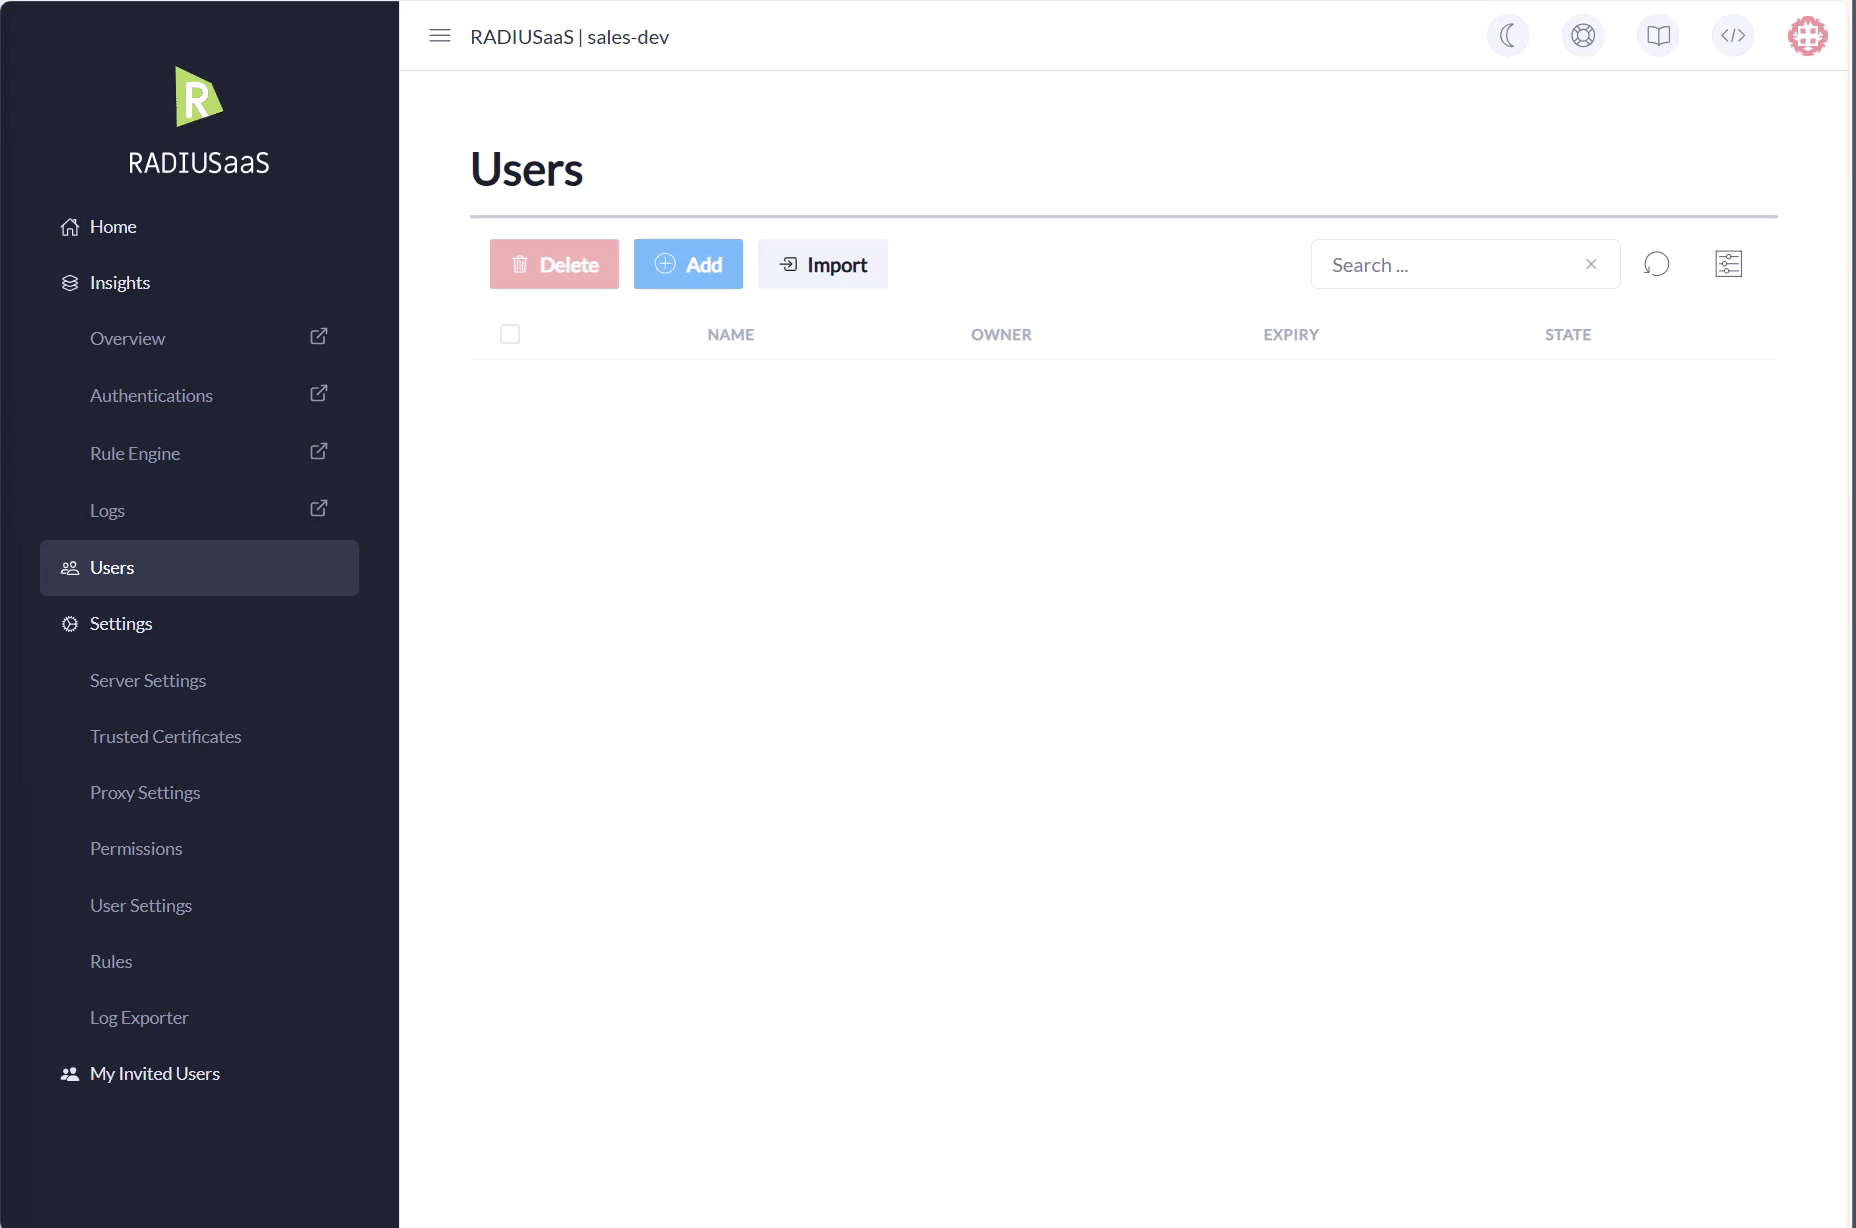 R
RADIUSaaS
Home
Insights
Overview
Authentications
Rule Engine
Logs
Users
Settings
Server Settings
Trusted Certificates
Proxy Settings
Permissions
User Settings
Rules
Log Exporter
My Invited Users
RADIUSaaS | sales-dev
Users
Delete
Add
Import
Search ...
NAME
OWNER
EXPIRY
STATE